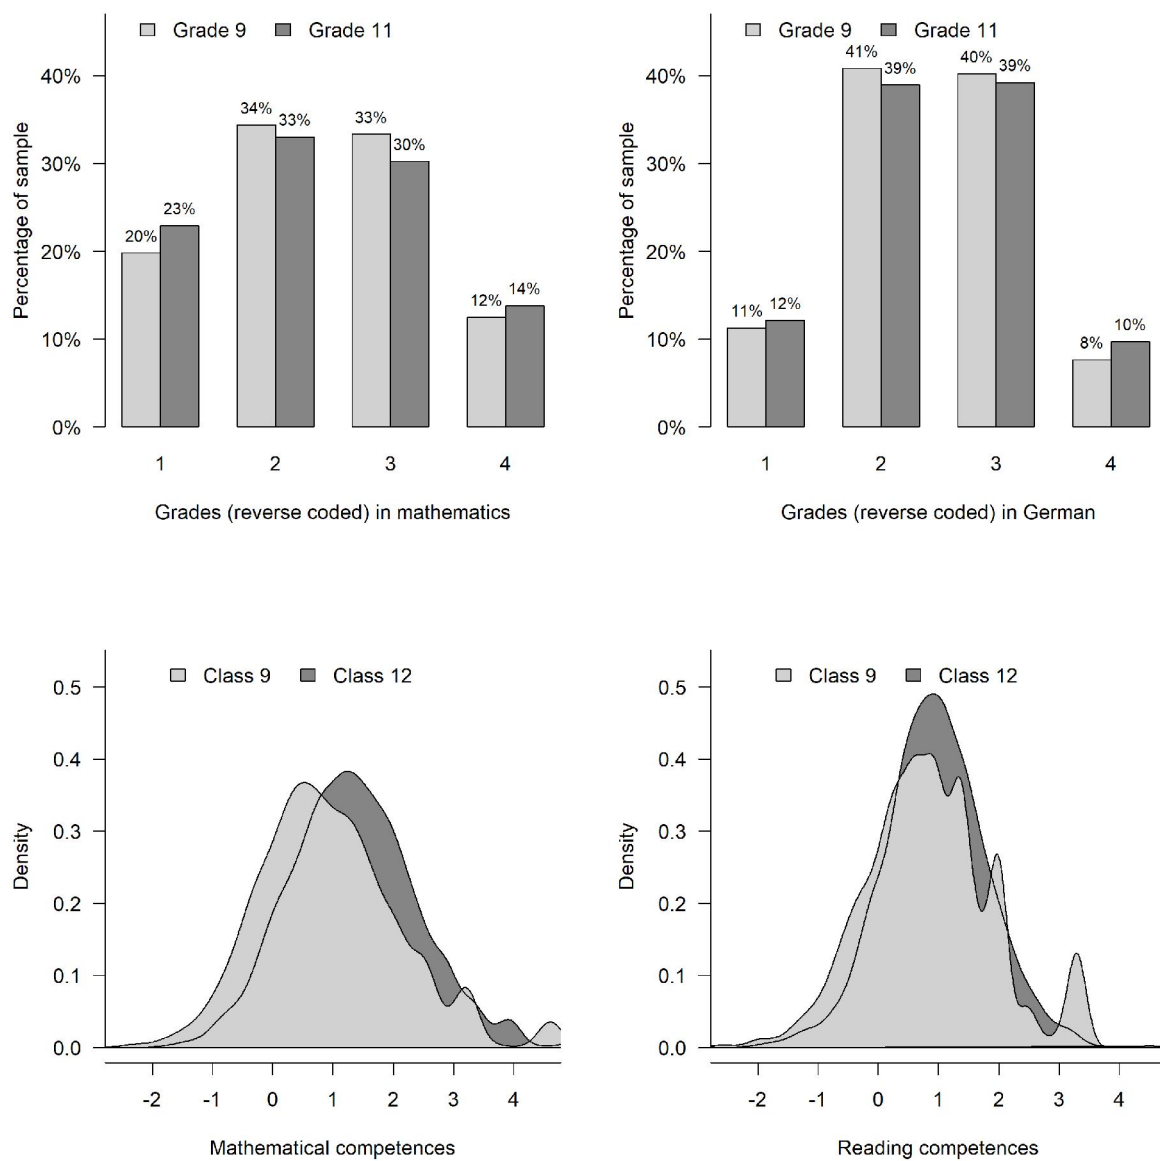 Grade 9 Grade 11
Percentage of sample
40%
30%
20%
10%
0%
20% 23%
34% 33%
33% 30%
12% 14%
1 2 3 4
Grades (reverse coded) in mathematics
Grade 9 Grade 11
Percentage of sample
40%
30%
20%
10%
0%
11% 12%
41% 39%
40% 39%
8% 10%
1 2 3 4
Grades (reverse coded) in German
Class 9 Class 12
Density
0.5
0.4
0.3
0.2
0.1
0.0
-2 -1 0 1 2 3 4
Mathematical competences
Class 9 Class 12
Density
0.5
0.4
0.3
0.2
0.1
0.0
-2 -1 0 1 2 3 4
Reading competences